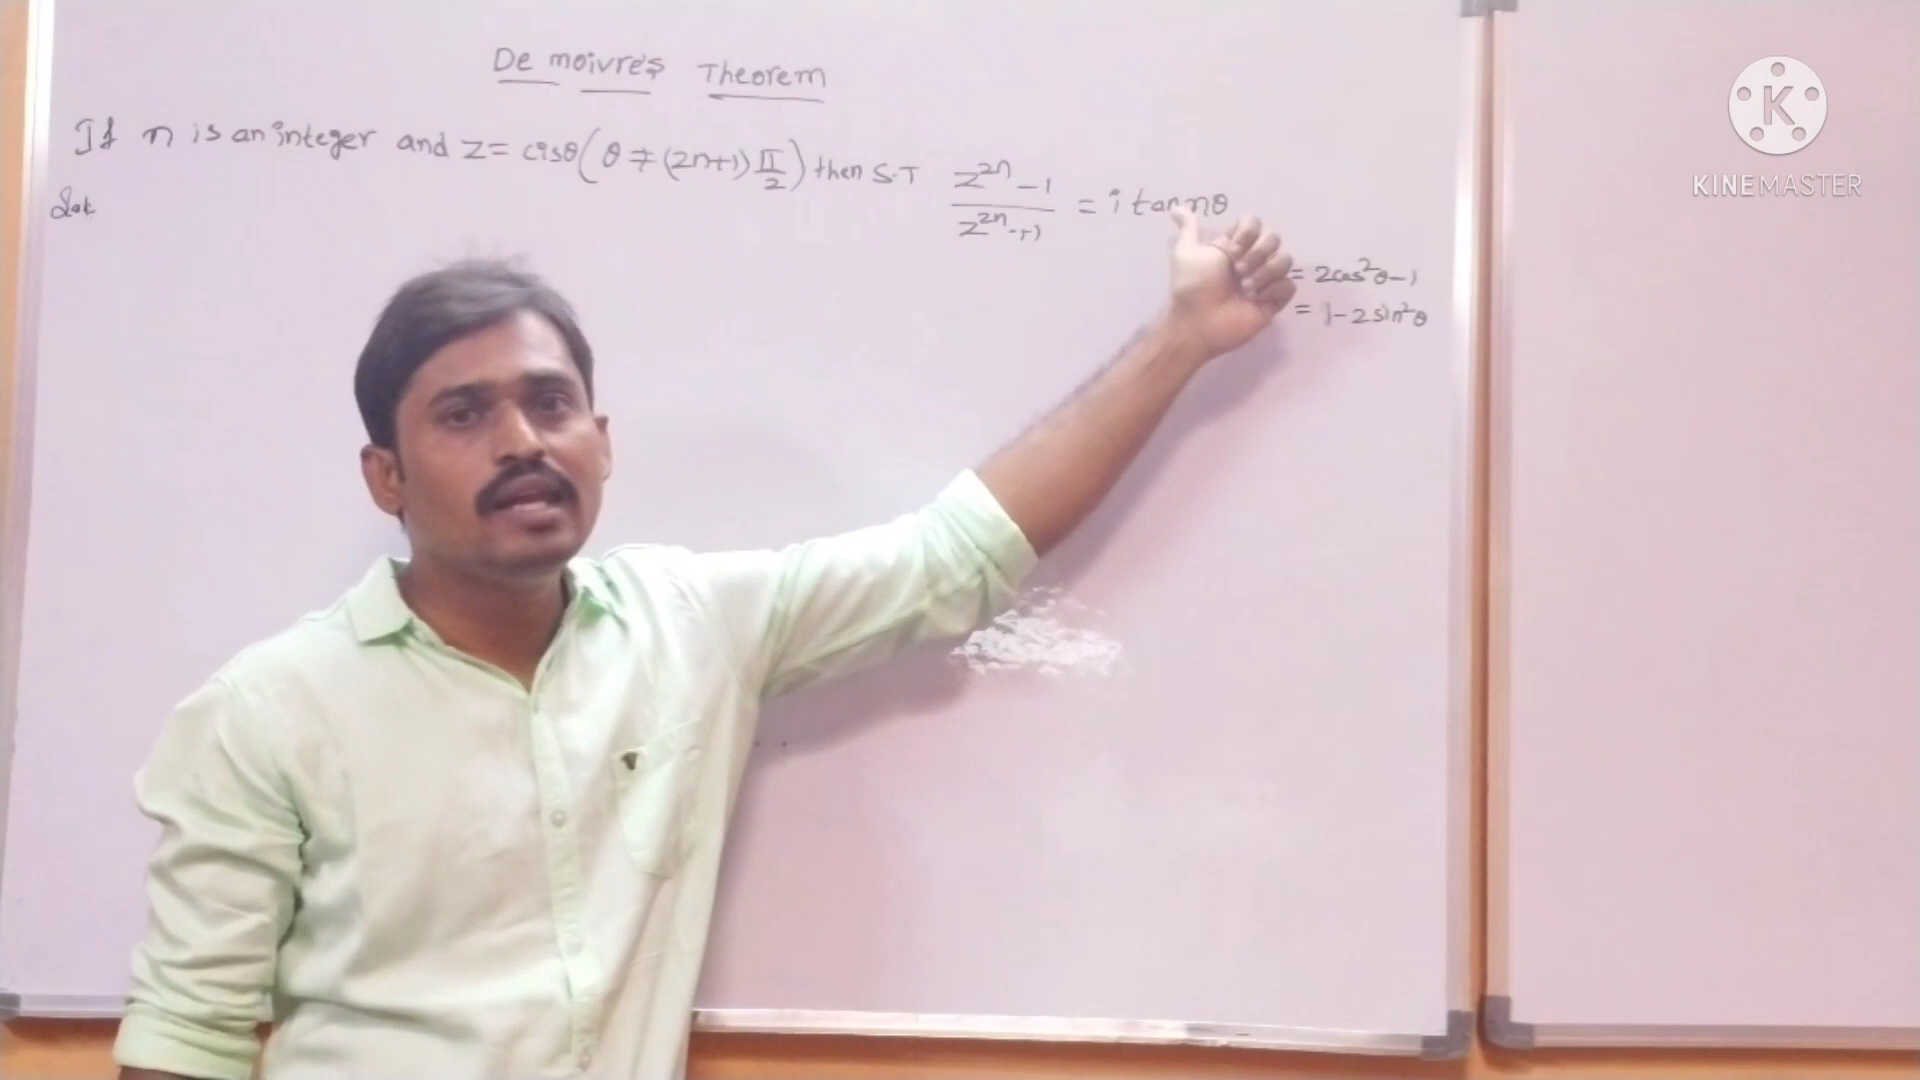 De moivre's Theorem
If n is an integer and z = cisθ (θ ≠ (2n+1) π/2) then S.T (z^2n - 1)/(z^2n + 1) = i tan nθ
Sol
= 2cos²θ-1
= 1-2sin²θ
K
KINEMASTER